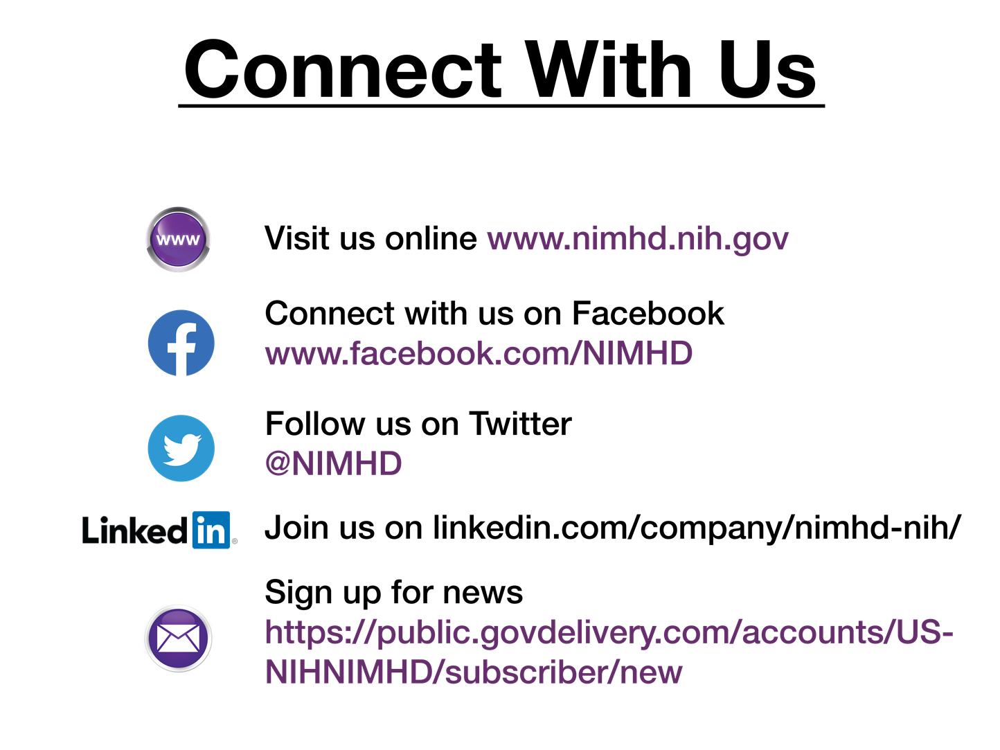 Connect With Us
www
Visit us online www.nimhd.nih.gov
Connect with us on Facebook
www.facebook.com/NIMHD
Follow us on Twitter
@NIMHD
Linked in®
Join us on linkedin.com/company/nimhd-nih/
Sign up for news
https://public.govdelivery.com/accounts/US-
NIHNIMHD/subscriber/new